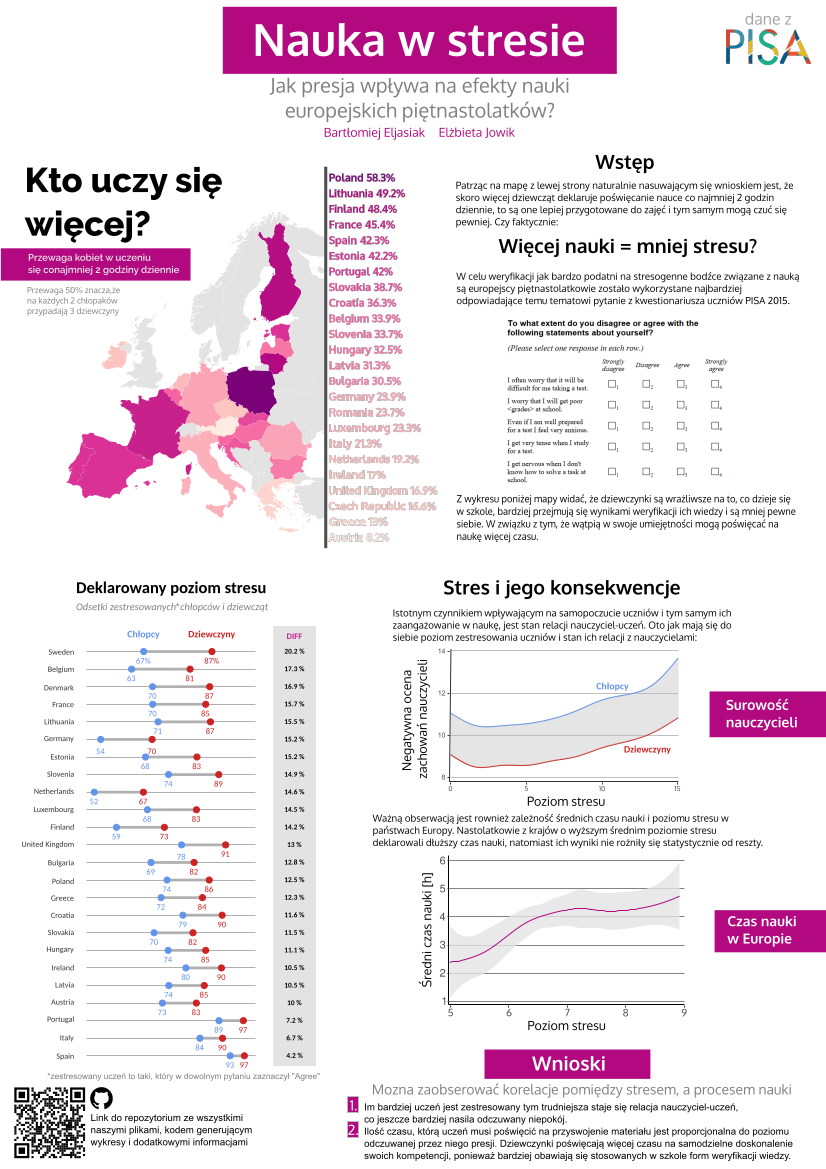 Nauka w stresie
dane z
PISA
Jak presja wpływa na efekty nauki
europejskich piętnastolatków?
Bartłomiej Eljasiak Elżbieta Jowik
Kto uczy się
więcej?
Przewaga kobiet w uczeniu
się conajmniej 2 godziny dziennie
Przewaga 50% znacza,że
na każdych 2 chłopaków
przypadają 3 dziewczyny
Poland 58.3%
Lithuania 49.2%
Finland 48.4%
France 45.4%
Spain 42.3%
Estonia 42.2%
Portugal 42%
Slovakia 38.7%
Croatia 36.3%
Belgium 33.9%
Slovenia 33.7%
Hungary 32.5%
Latvia 31.3%
Bulgaria 30.5%
Germany 23.9%
Romania 23.7%
Luxembourg 23.3%
Italy 21.3%
Netherlands 19.2%
Ireland 17%
United Kingdom 16.9%
Czech Republic 16.6%
Greece 13%
Austria 8.2%
Wstęp
Patrząc na mapę z lewej strony naturalnie nasuwającym się wnioskiem jest, że
skoro więcej dziewcząt deklaruje poświęcanie nauce co najmniej 2 godzin
dziennie, to są one lepiej przygotowane do zajęć i tym samym mogą czuć się
pewniej. Czy faktycznie:
Więcej nauki = mniej stresu?
W celu weryfikacji jak bardzo podatni na stresogenne bodźce związane z nauką
są europejscy piętnastolatkowie zostało wykorzystane najbardziej
odpowiadające temu tematowi pytanie z kwestionariusza uczniów PISA 2015.
To what extent do you disagree or agree with the
following statements about yourself?
(Please select one response in each row.)
Strongly disagree Disagree Agree Strongly agree
I often worry that it will be
difficult for me taking a test. 1 2 3 4
I worry that I will get poor
<grades> at school. 1 2 3 4
Even if I am well prepared
for a test I feel very anxious. 1 2 3 4
I get very tense when I study
for a test. 1 2 3 4
I get nervous when I don't
know how to solve a task at
school. 1 2 3 4
Z wykresu poniżej mapy widać, że dziewczynki są wrażliwsze na to, co dzieje się
w szkole, bardziej przejmują się wynikami weryfikacji ich wiedzy i są mniej pewne
siebie. W związku z tym, że wątpią w swoje umiejętności mogą poświęcać na
naukę więcej czasu.
Deklarowany poziom stresu
Odsetki zestresowanych*chłopców i dziewcząt
Chłopcy Dziewczyny DIFF
Sweden 67% 87% 20.2 %
Belgium 63 81 17.3 %
Denmark 70 87 16.9 %
France 70 85 15.7 %
Lithuania 71 87 15.5 %
Germany 54 70 15.2 %
Estonia 68 83 15.2 %
Slovenia 74 89 14.9 %
Netherlands 52 67 14.6 %
Luxembourg 68 83 14.5 %
Finland 59 73 14.2 %
United Kingdom 78 91 13 %
Bulgaria 69 82 12.8 %
Poland 74 86 12.5 %
Greece 72 84 12.3 %
Croatia 79 90 11.6 %
Slovakia 70 82 11.5 %
Hungary 74 85 11.1 %
Ireland 80 90 10.5 %
Latvia 74 85 10.5 %
Austria 73 83 10 %
Portugal 89 97 7.2 %
Italy 84 90 6.7 %
Spain 93 97 4.2 %
*zestresowany uczeń to taki, który w dowolnym pytaniu zaznaczył "Agree"
Link do repozytorium ze wszystkimi
naszymi plikami, kodem generującym
wykresy i dodatkowymi informacjami
Stres i jego konsekwencje
Istotnym czynnikiem wpływającym na samopoczucie uczniów i tym samym ich
zaangażowanie w naukę, jest stan relacji nauczyciel-uczeń. Oto jak mają się do
siebie poziom zestresowania uczniów i stan ich relacji z nauczycielami:
Negatywna ocena
zachowań nauczycieli
14
12
10
8
Chłopcy
Dziewczyny
0 5 10 15
Poziom stresu
Surowość
nauczycieli
Ważną obserwacją jest rownież zależność średnich czasu nauki i poziomu stresu w
państwach Europy. Nastolatkowie z krajów o wyższym średnim poziomie stresu
deklarowali dłuższy czas nauki, natomiast ich wyniki nie rożniły się statystycznie od reszty.
Średni czas nauki [h]
6
5
4
3
2
1
5 6 7 8 9
Poziom stresu
Czas nauki
w Europie
Wnioski
Mozna zaobserwować korelacje pomiędzy stresem, a procesem nauki
1. Im bardziej uczeń jest zestresowany tym trudniejsza staje się relacja nauczyciel-uczeń,
co jeszcze bardziej nasila odczuwany niepokój.
2. Ilość czasu, którą uczeń musi poświęcić na przyswojenie materiału jest proporcjonalna do poziomu
odczuwanej przez niego presji. Dziewczynki poświęcają więcej czasu na samodzielne doskonalenie
swoich kompetencji, ponieważ bardziej obawiają się stosowanych w szkole form weryfikacji wiedzy.